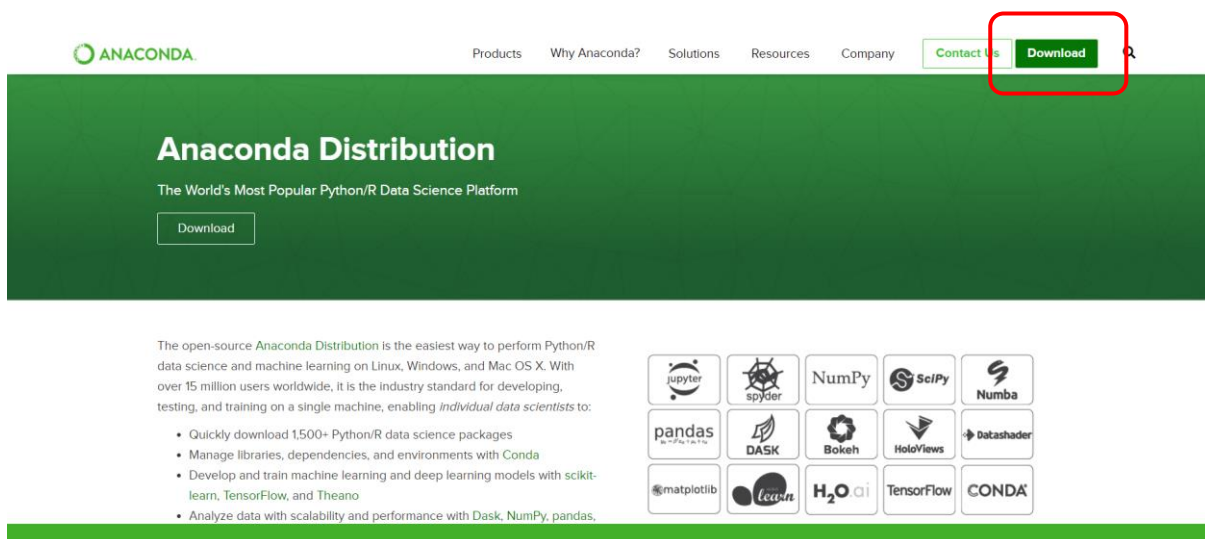 ANACONDA.
Products Why Anaconda? Solutions Resources Company Contact Us Download
Anaconda Distribution
The World's Most Popular Python/R Data Science Platform
Download
The open-source Anaconda Distribution is the easiest way to perform Python/R
data science and machine learning on Linux, Windows, and Mac OS X. With
over 15 million users worldwide, it is the industry standard for developing,
testing, and training on a single machine, enabling individual data scientists to:
• Quickly download 1,500+ Python/R data science packages
• Manage libraries, dependencies, and environments with Conda
• Develop and train machine learning and deep learning models with scikit-
learn, TensorFlow, and Theano
• Analyze data with scalability and performance with Dask, NumPy, pandas,
jupyter spyder NumPy SciPy Numba
pandas DASK Bokeh HoloViews Datashader
matplotlib learn H2O.ai TensorFlow CONDA